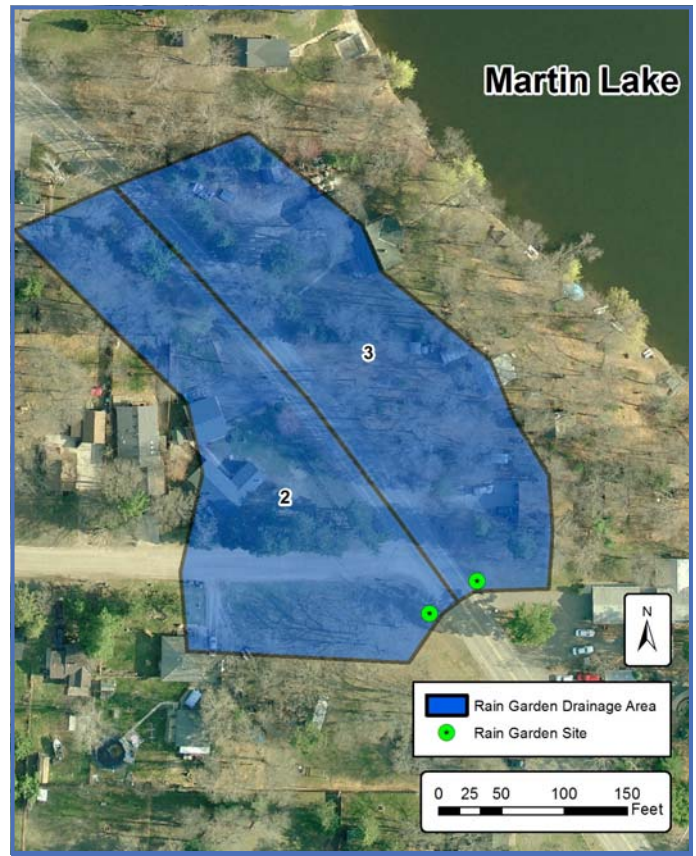 Martin Lake
3
2
N
Rain Garden Drainage Area
Rain Garden Site
0 25 50 100 150
Feet